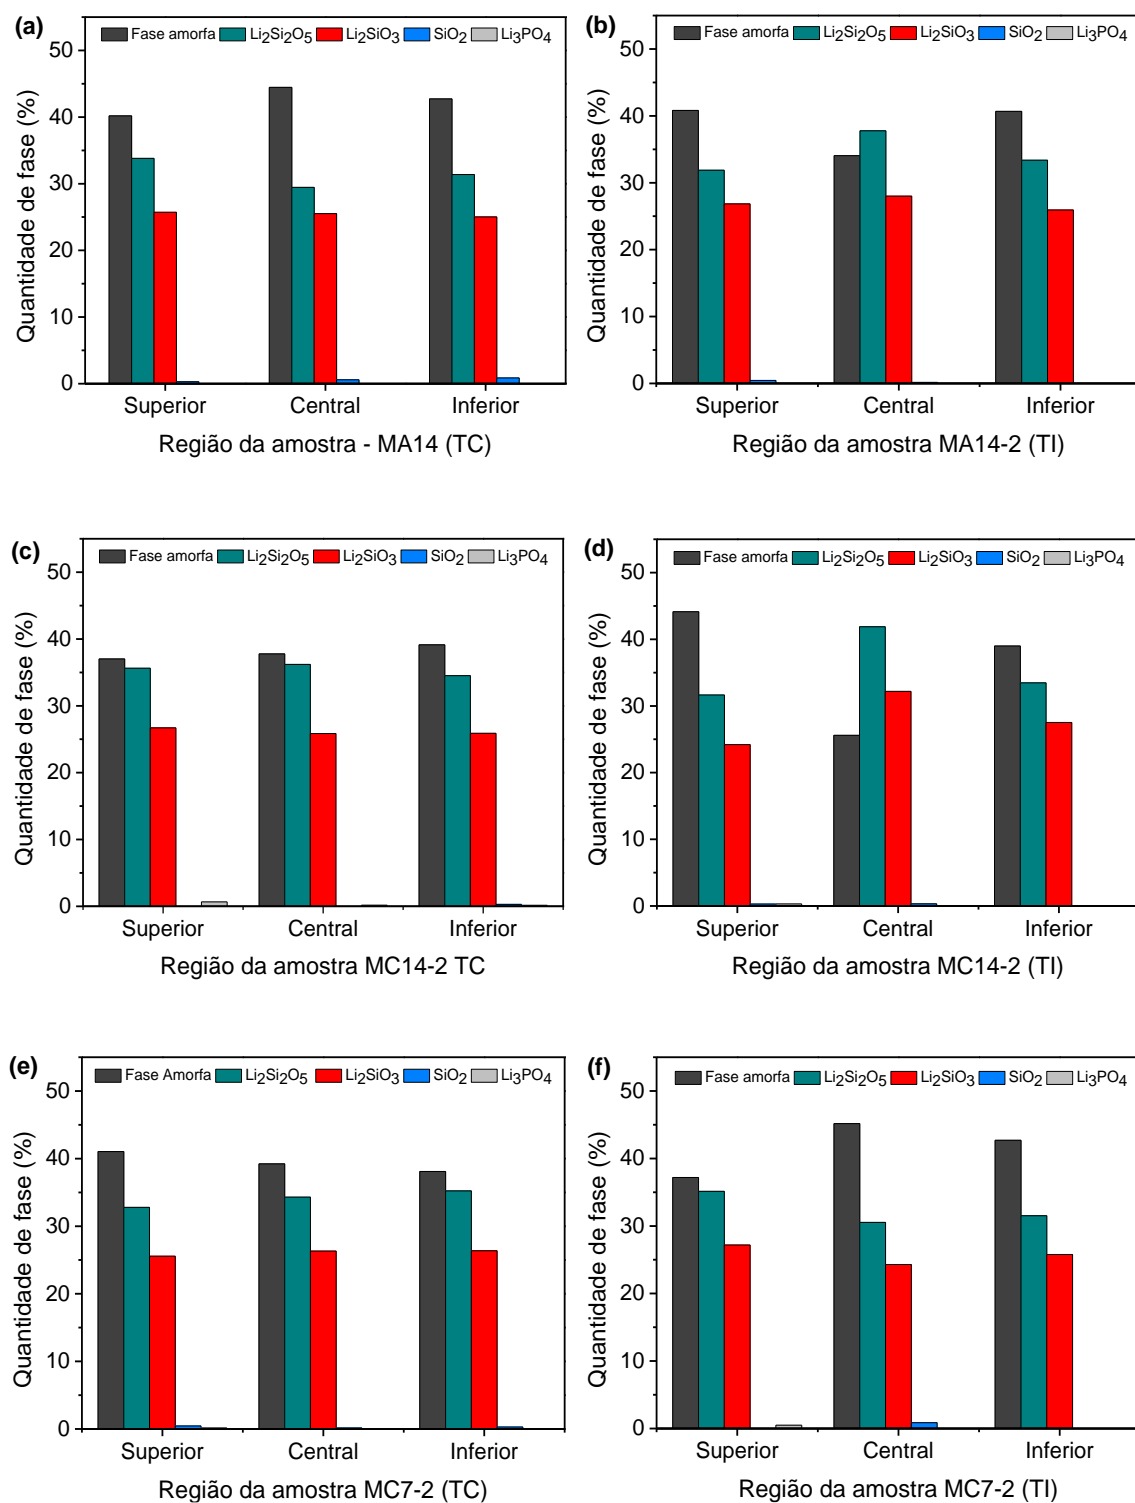 (a)
Fase amorfa Li2Si2O5 Li2SiO3 SiO2 Li3PO4
50
40
30
20
10
0
Quantidade de fase (%)
Superior Central Inferior
Região da amostra - MA14 (TC)
(b)
Fase amorfa Li2Si2O5 Li2SiO3 SiO2 Li3PO4
50
40
30
20
10
0
Quantidade de fase (%)
Superior Central Inferior
Região da amostra MA14-2 (TI)
(c)
Fase amorfa Li2Si2O5 Li2SiO3 SiO2 Li3PO4
50
40
30
20
10
0
Quantidade de fase (%)
Superior Central Inferior
Região da amostra MC14-2 TC
(d)
Fase amorfa Li2Si2O5 Li2SiO3 SiO2 Li3PO4
50
40
30
20
10
0
Quantidade de fase (%)
Superior Central Inferior
Região da amostra MC14-2 (TI)
(e)
Fase Amorfa Li2Si2O5 Li2SiO3 SiO2 Li3PO4
50
40
30
20
10
0
Quantidade de fase (%)
Superior Central Inferior
Região da amostra MC7-2 (TC)
(f)
Fase amorfa Li2Si2O5 Li2SiO3 SiO2 Li3PO4
50
40
30
20
10
0
Quantidade de fase (%)
Superior Central Inferior
Região da amostra MC7-2 (TI)